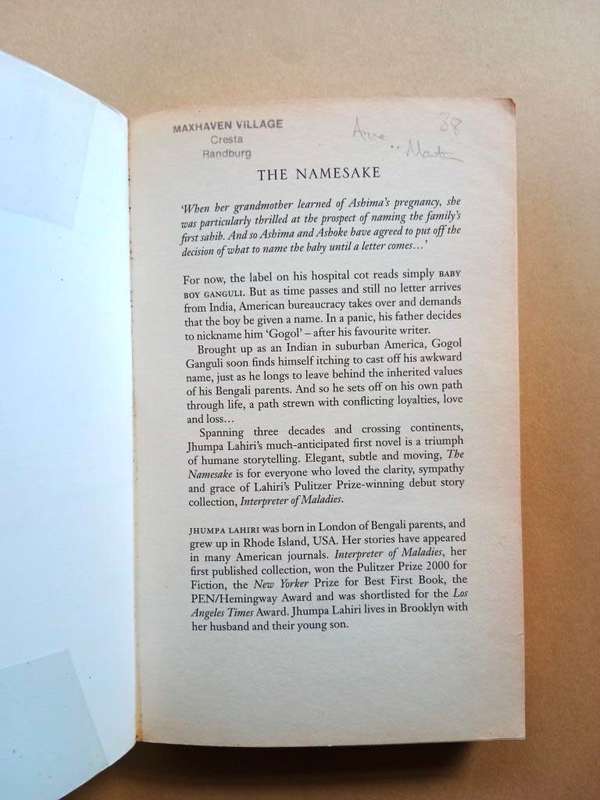 MAXHAVEN VILLAGE
Cresta
Randburg
38
THE NAMESAKE
'When her grandmother learned of Ashima's pregnancy, she
was particularly thrilled at the prospect of naming the family's
first sahib. And so Ashima and Ashoke have agreed to put off the
decision of what to name the baby until a letter comes…'
For now, the label on his hospital cot reads simply BABY
BOY GANGULI. But as time passes and still no letter arrives
from India, American bureaucracy takes over and demands
that the boy be given a name. In a panic, his father decides
to nickname him 'Gogol' – after his favourite writer.
Brought up as an Indian in suburban America, Gogol
Ganguli soon finds himself itching to cast off his awkward
name, just as he longs to leave behind the inherited values
of his Bengali parents. And so he sets off on his own path
through life, a path strewn with conflicting loyalties, love
and loss…
Spanning three decades and crossing continents,
Jhumpa Lahiri's much-anticipated first novel is a triumph
of humane storytelling. Elegant, subtle and moving, The
Namesake is for everyone who loved the clarity, sympathy
and grace of Lahiri's Pulitzer Prize-winning debut story
collection, Interpreter of Maladies.
JHUMPA LAHIRI was born in London of Bengali parents, and
grew up in Rhode Island, USA. Her stories have appeared
in many American journals. Interpreter of Maladies, her
first published collection, won the Pulitzer Prize 2000 for
Fiction, the New Yorker Prize for Best First Book, the
PEN/Hemingway Award and was shortlisted for the Los
Angeles Times Award. Jhumpa Lahiri lives in Brooklyn with
her husband and their young son.